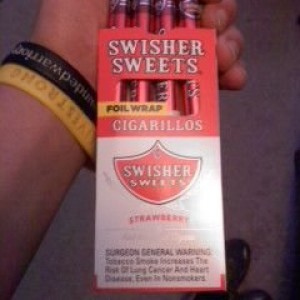 SWISHER
SWEETS
FOIL WRAP
CIGARILLOS
SWISHER
SWEETS
STRAWBERRY
SURGEON GENERAL WARNING:
Tobacco Smoke Increases The
Risk Of Lung Cancer And Heart
Disease, Even In Nonsmokers.